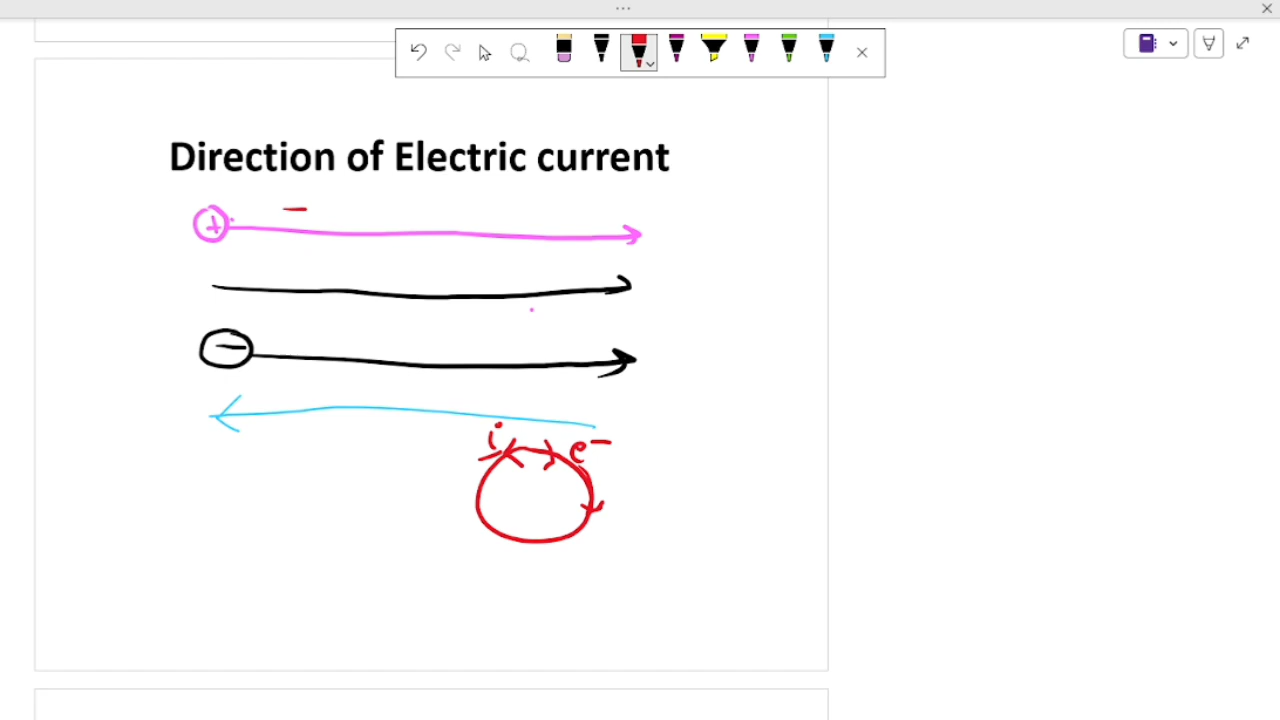 Direction of Electric current
+
−
i e−